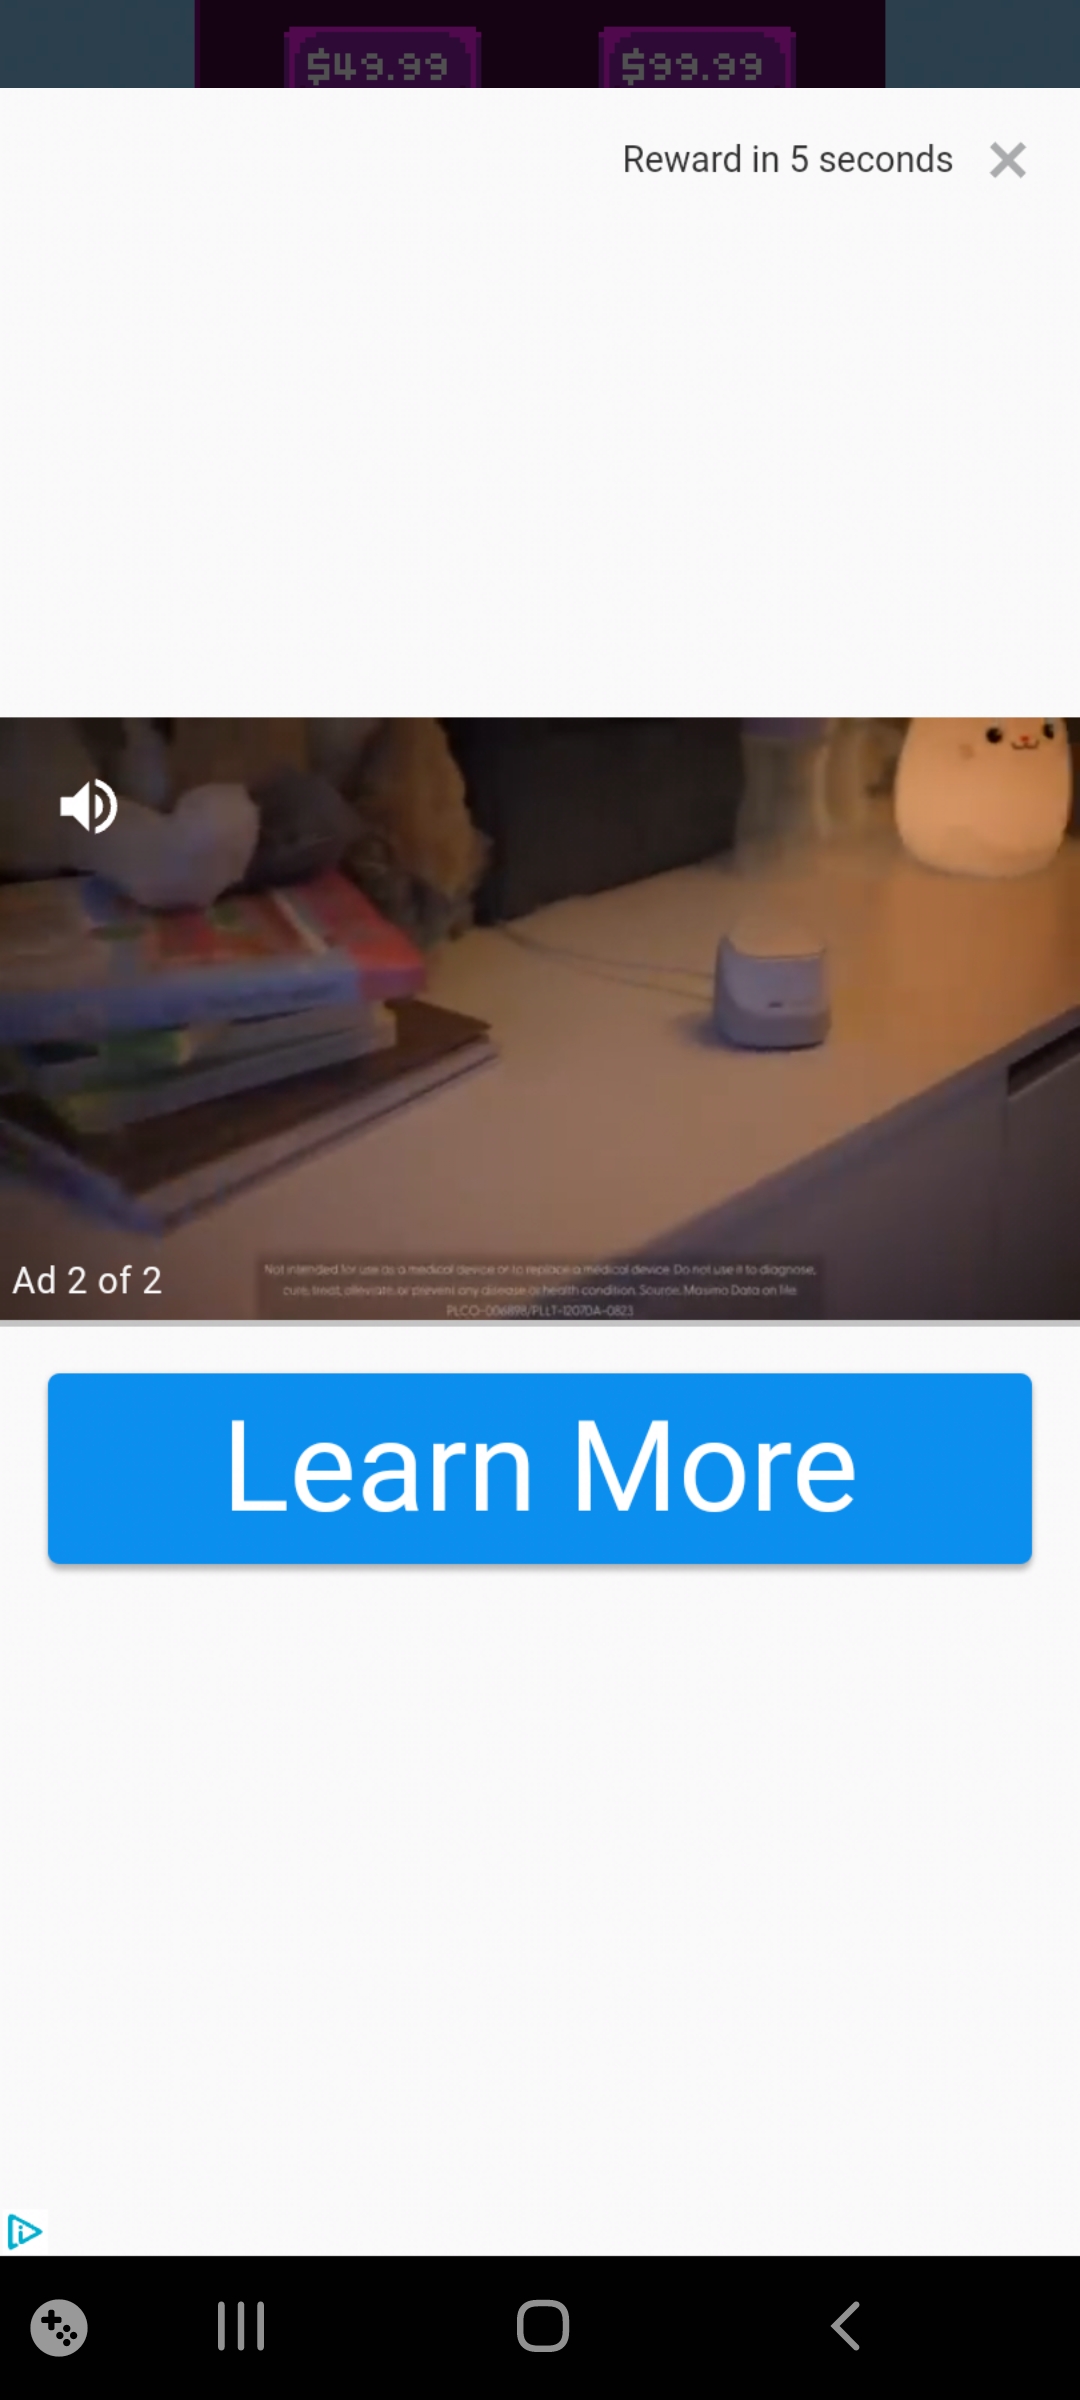 $49.99 $99.99
Reward in 5 seconds
Ad 2 of 2
Not intended for use as a medical device or to replace a medical device. Do not use it to diagnose,
cure, treat, alleviate, or prevent any disease or health condition. Source: Masimo Data on file.
PLCO-006898/PLLT-12070A-0823
Learn More